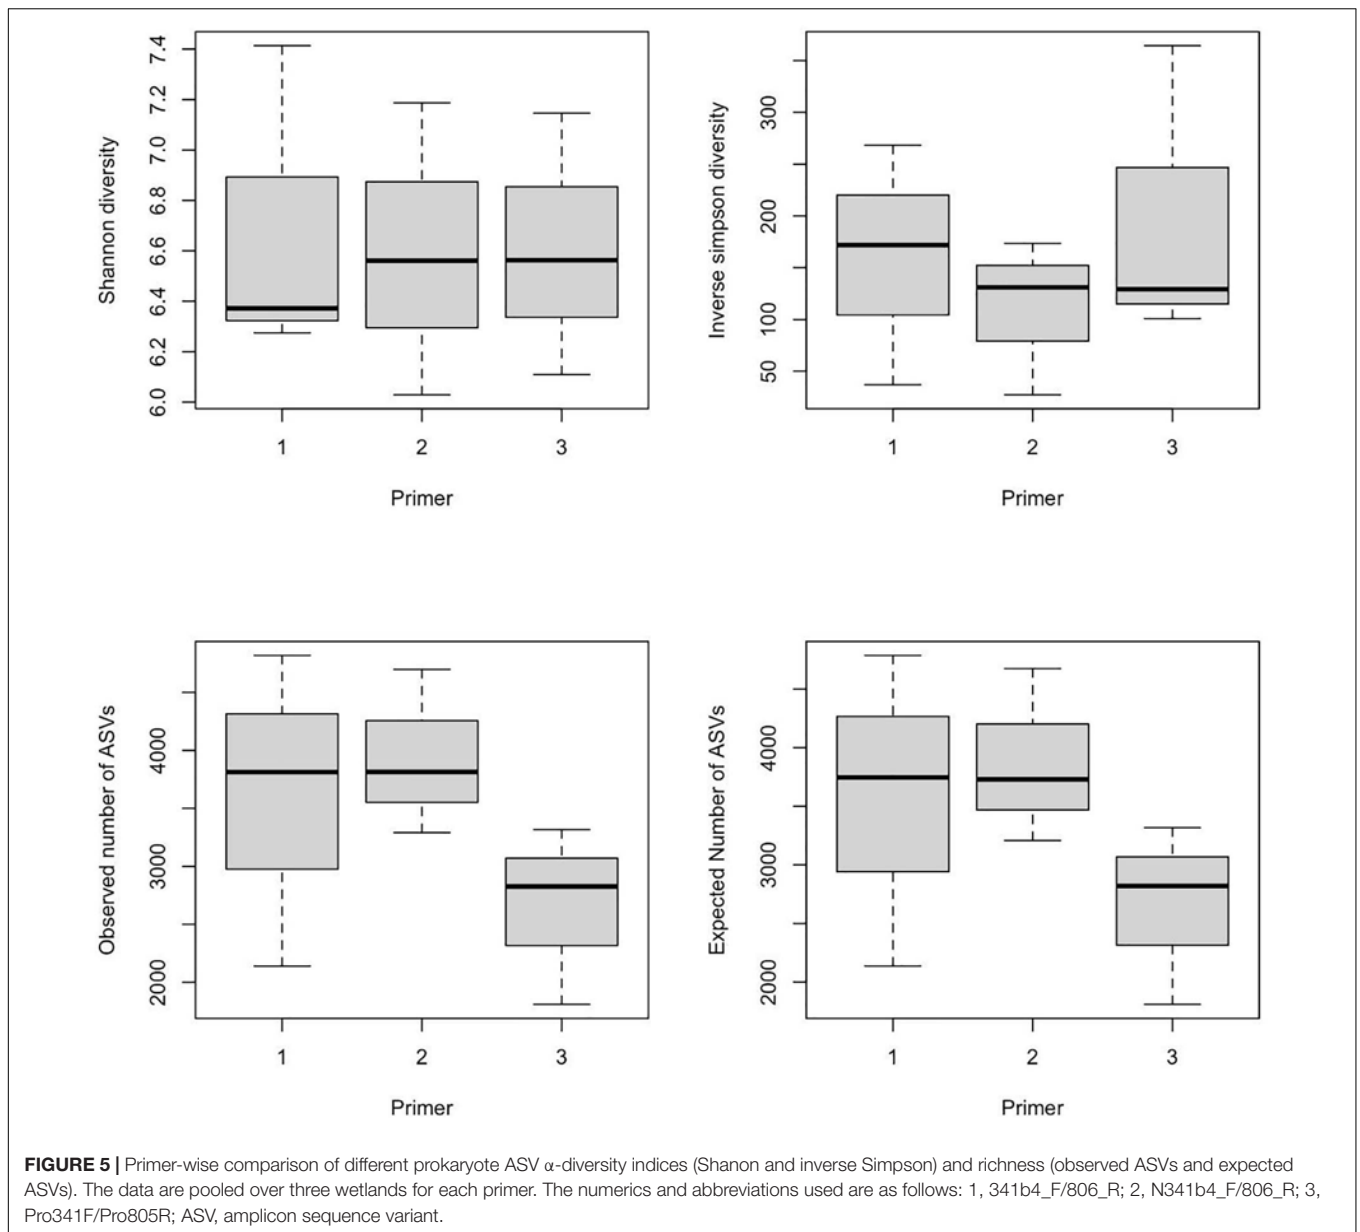 Shannon diversity
7.4
7.2
7.0
6.8
6.6
6.4
6.2
6.0
1 2 3
Primer
Inverse simpson diversity
300
200
100
50
1 2 3
Primer
Observed number of ASVs
4000
3000
2000
1 2 3
Primer
Expected Number of ASVs
4000
3000
2000
1 2 3
Primer
FIGURE 5 | Primer-wise comparison of different prokaryote ASV α-diversity indices (Shanon and inverse Simpson) and richness (observed ASVs and expected
ASVs). The data are pooled over three wetlands for each primer. The numerics and abbreviations used are as follows: 1, 341b4_F/806_R; 2, N341b4_F/806_R; 3,
Pro341F/Pro805R; ASV, amplicon sequence variant.